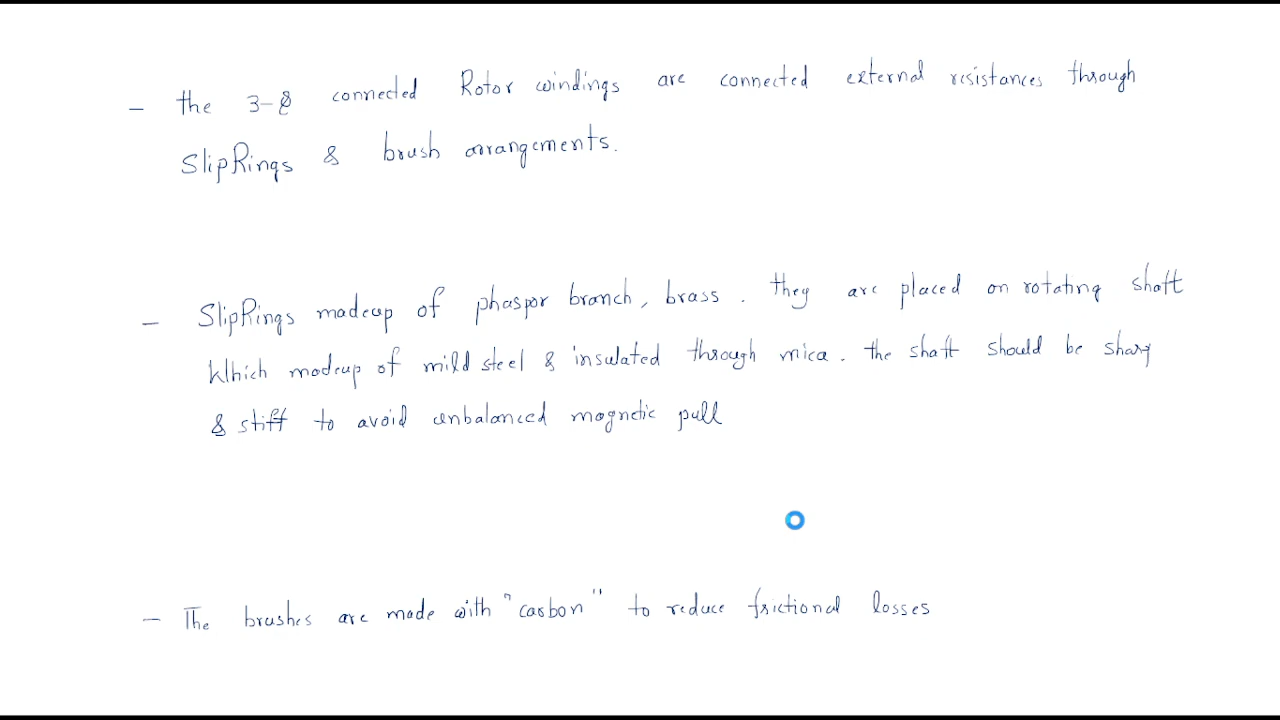 - the 3-ϕ connected Rotor windings are connected external resistances through
SlipRings & brush arrangements.
- SlipRings madeup of phaspor branch, brass. they are placed on rotating shaft
Which madeup of mild steel & insulated through mica. the shaft should be sharp
& stiff to avoid unbalanced magnetic pull
- The brushes are made with "carbon" to reduce frictional losses